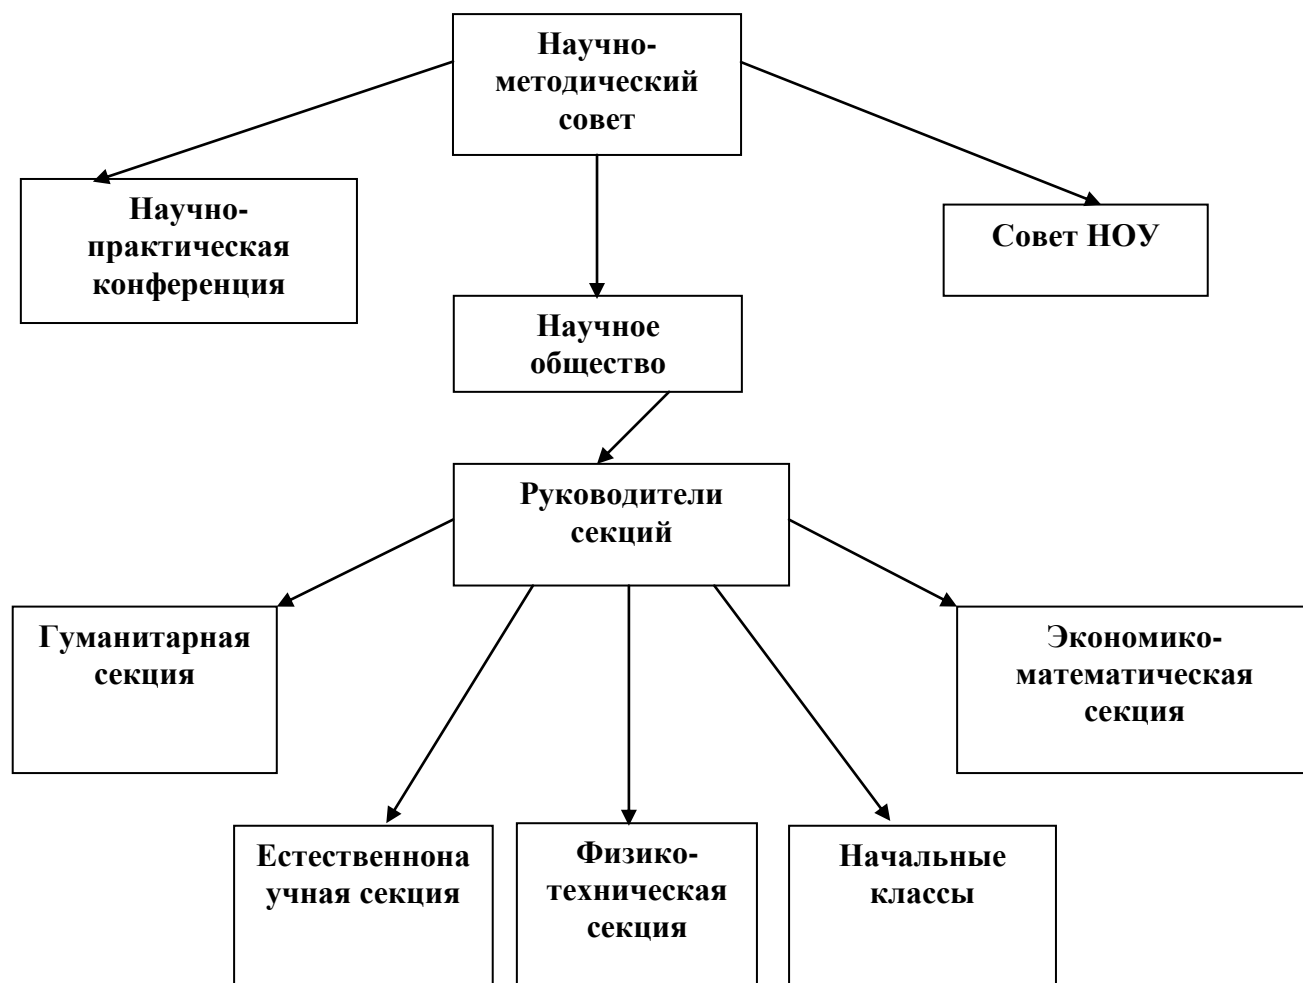 Научно-
методический
совет
Научно-
практическая
конференция
Совет НОУ
Научное
общество
Руководители
секций
Гуманитарная
секция
Экономико-
математическая
секция
Естественнона
учная секция
Физико-
техническая
секция
Начальные
классы